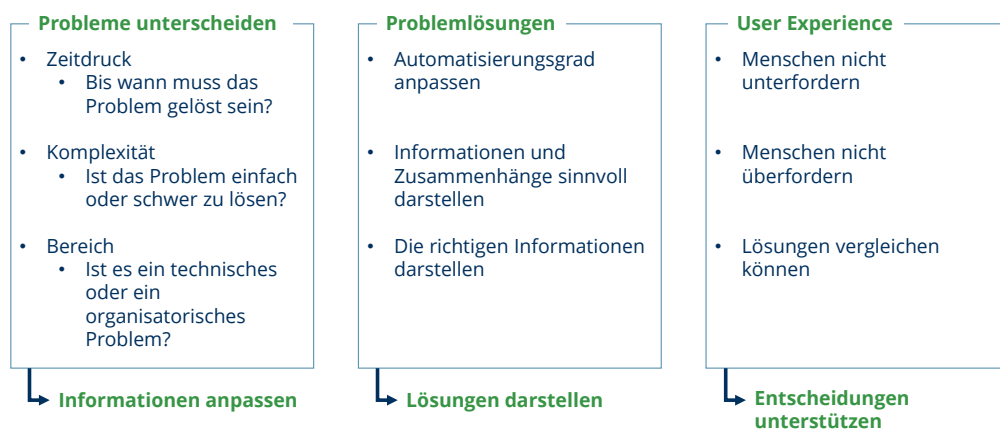 Probleme unterscheiden
• Zeitdruck
• Bis wann muss das
Problem gelöst sein?
• Komplexität
• Ist das Problem einfach
oder schwer zu lösen?
• Bereich
• Ist es ein technisches
oder ein
organisatorisches
Problem?
Informationen anpassen
Problemlösungen
• Automatisierungsgrad
anpassen
• Informationen und
Zusammenhänge sinnvoll
darstellen
• Die richtigen Informationen
darstellen
Lösungen darstellen
User Experience
• Menschen nicht
unterfordern
• Menschen nicht
überfordern
• Lösungen vergleichen
können
Entscheidungen
unterstützen